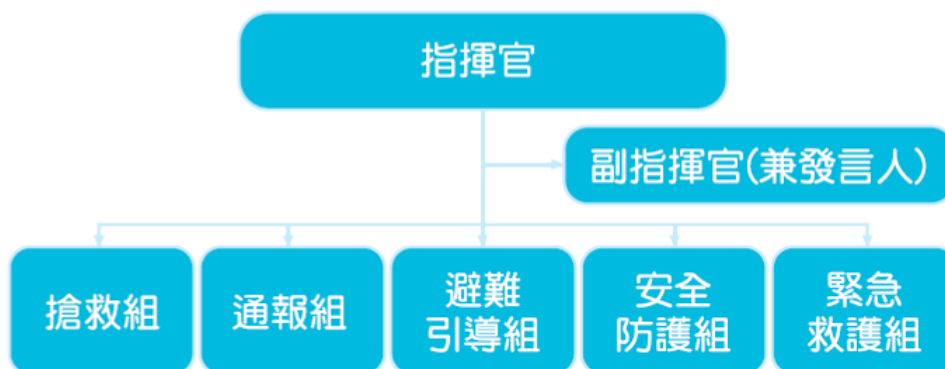 指揮官
副指揮官(兼發言人)
搶救組
通報組
避難
引導組
安全
防護組
緊急
救護組